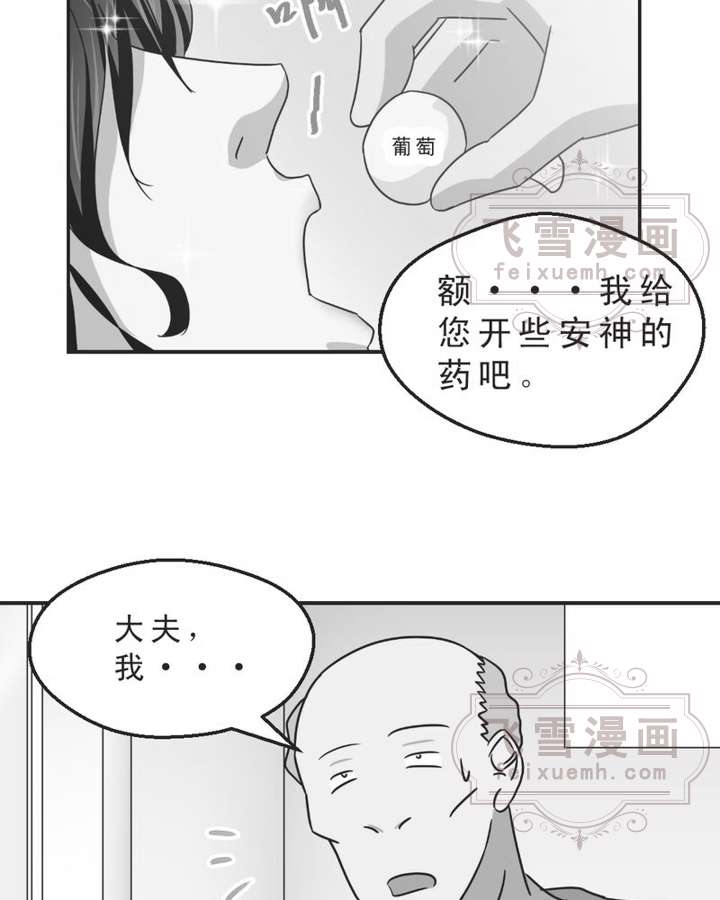 啊
葡萄
飞雪漫画
feixuemh.com
额···我给
您开些安神的
药吧。
大夫，
我···
飞雪漫画
feixuemh.com